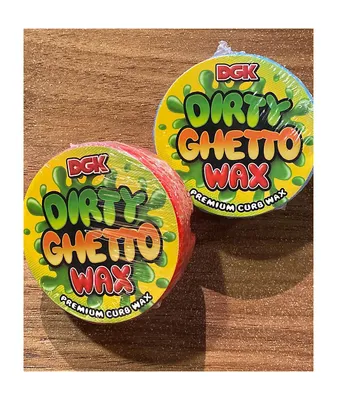 DGK
DIRTY
GHETTO
WAX
PREMIUM CURB WAX
DGK
DIRTY
GHETTO
WAX
PREMIUM CURB WAX